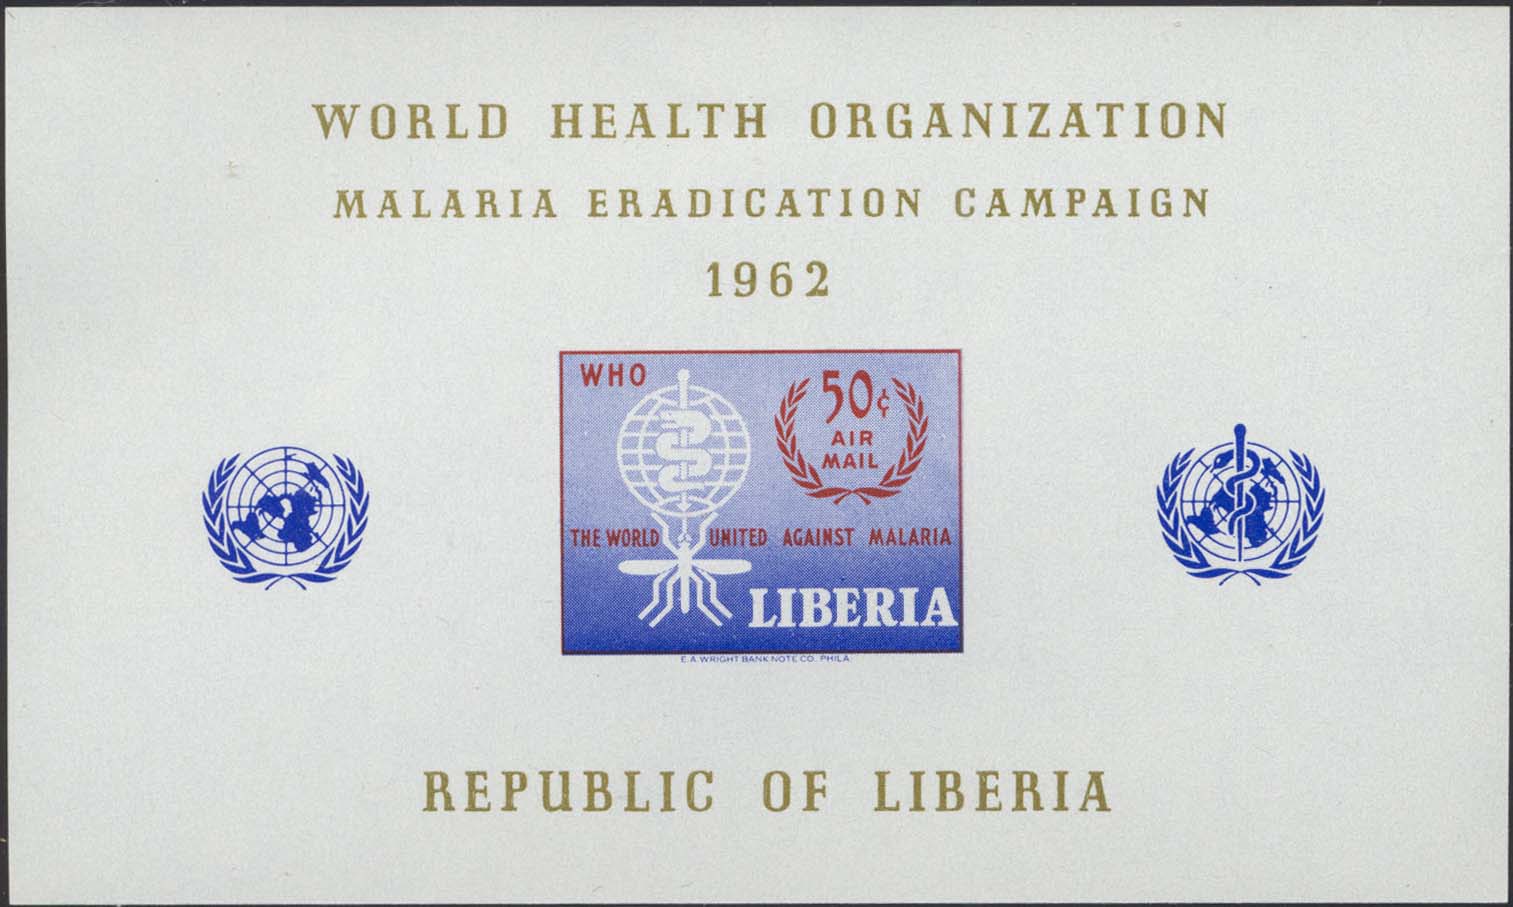 WORLD HEALTH ORGANIZATION
MALARIA ERADICATION CAMPAIGN
1962
WHO
50¢
AIR
MAIL
THE WORLD UNITED AGAINST MALARIA
LIBERIA
E.A. WRIGHT BANK NOTE CO. PHILA.
REPUBLIC OF LIBERIA